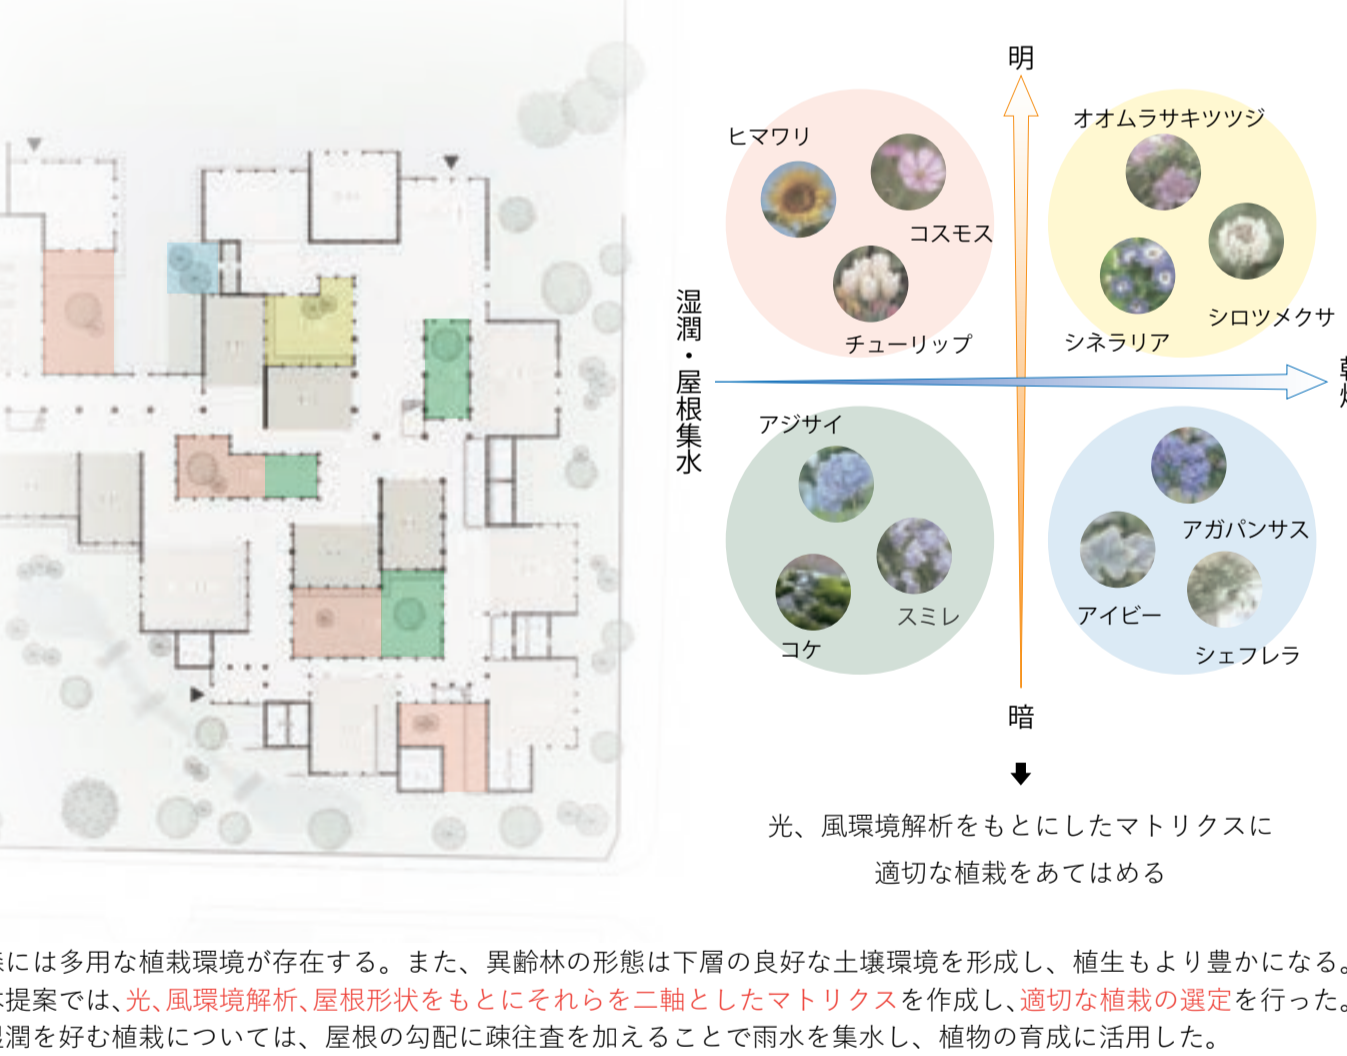 明
ヒマワリ
コスモス
チューリップ
オオムラサキツツジ
シロツメクサ
シネラリア
湿潤・屋根集水
アジサイ
スミレ
コケ
アガパンサス
アイビー
シェフレラ
暗
光、風環境解析をもとにしたマトリクスに
適切な植栽をあてはめる
には多用な植栽環境が存在する。また、異齢林の形態は下層の良好な土壌環境を形成し、植生もより豊かになる。
提案では、光、風環境解析、屋根形状をもとにそれらを二軸としたマトリクスを作成し、適切な植栽の選定を行った。
潤を好む植栽については、屋根の勾配に疎往査を加えることで雨水を集水し、植物の育成に活用した。